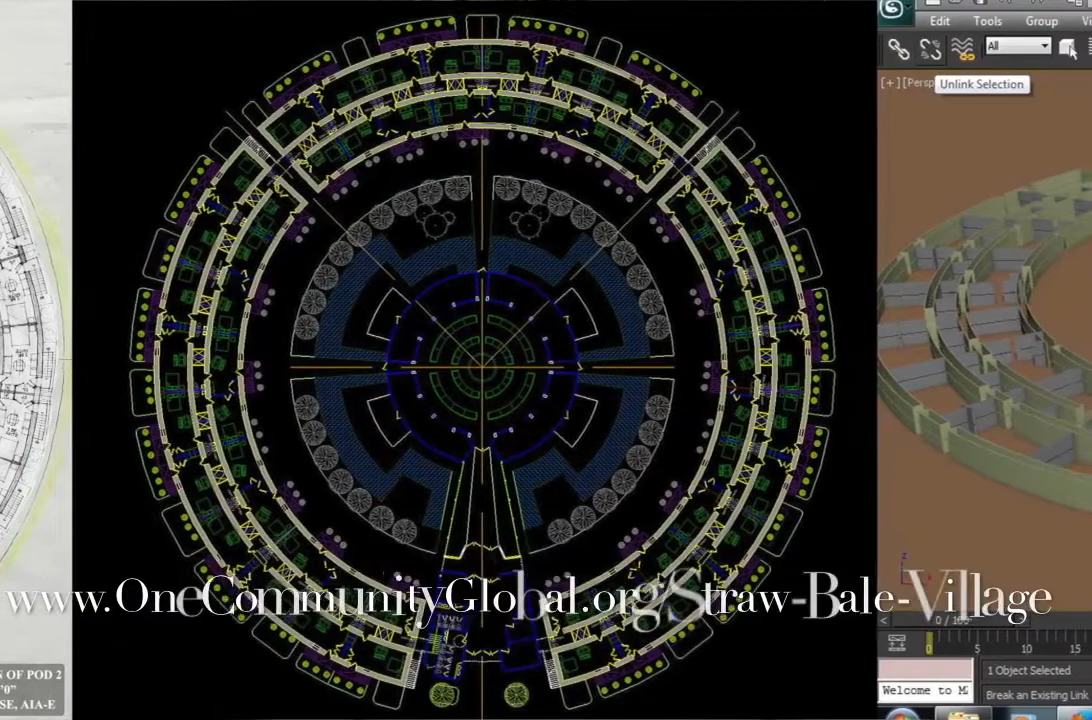 Edit Tools Group
All
[+] [Persp
Unlink Selection
www.OneCommunityGlobal.org Straw-Bale-Village
N OF POD 2
SE, AIA-E
0 5 10 15
1 Object Selected
Welcome to M
Break an Existing Link